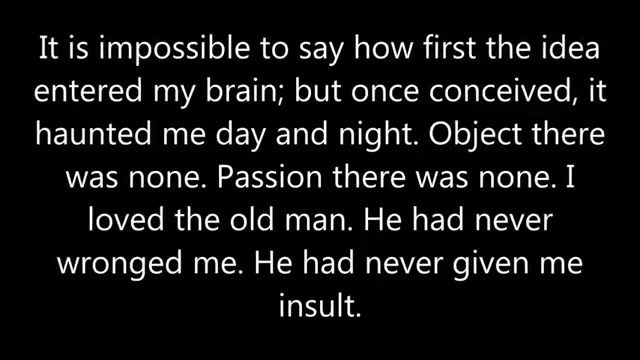 It is impossible to say how first the idea
entered my brain; but once conceived, it
haunted me day and night. Object there
was none. Passion there was none. I
loved the old man. He had never
wronged me. He had never given me
insult.